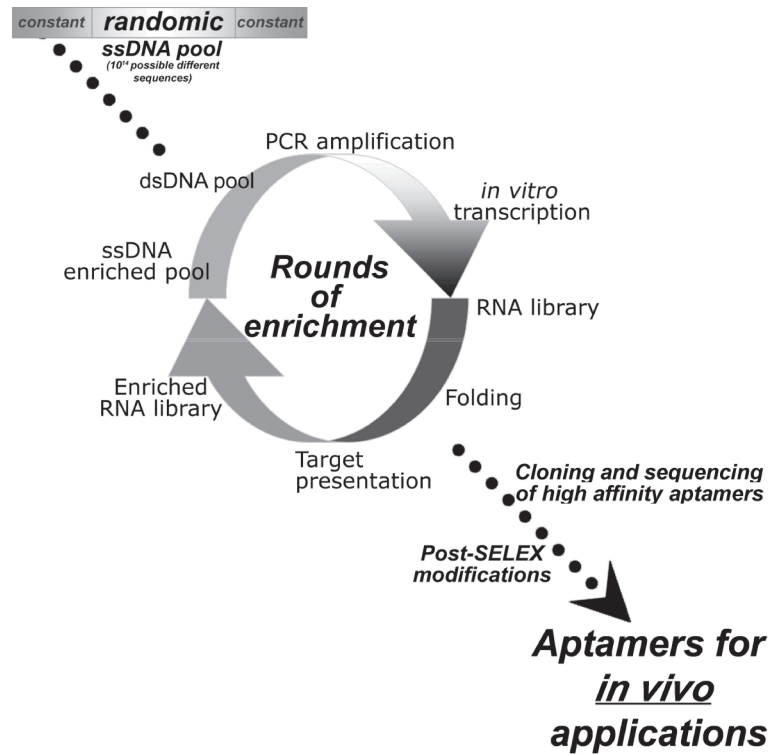 constant randomic constant
ssDNA pool
(10¹⁴ possible different
sequences)
PCR amplification
dsDNA pool
in vitro
transcription
ssDNA
enriched pool
Rounds
of
enrichment
RNA library
Enriched
RNA library
Folding
Target
presentation
Cloning and sequencing
of high affinity aptamers
Post-SELEX
modifications
Aptamers for
in vivo
applications